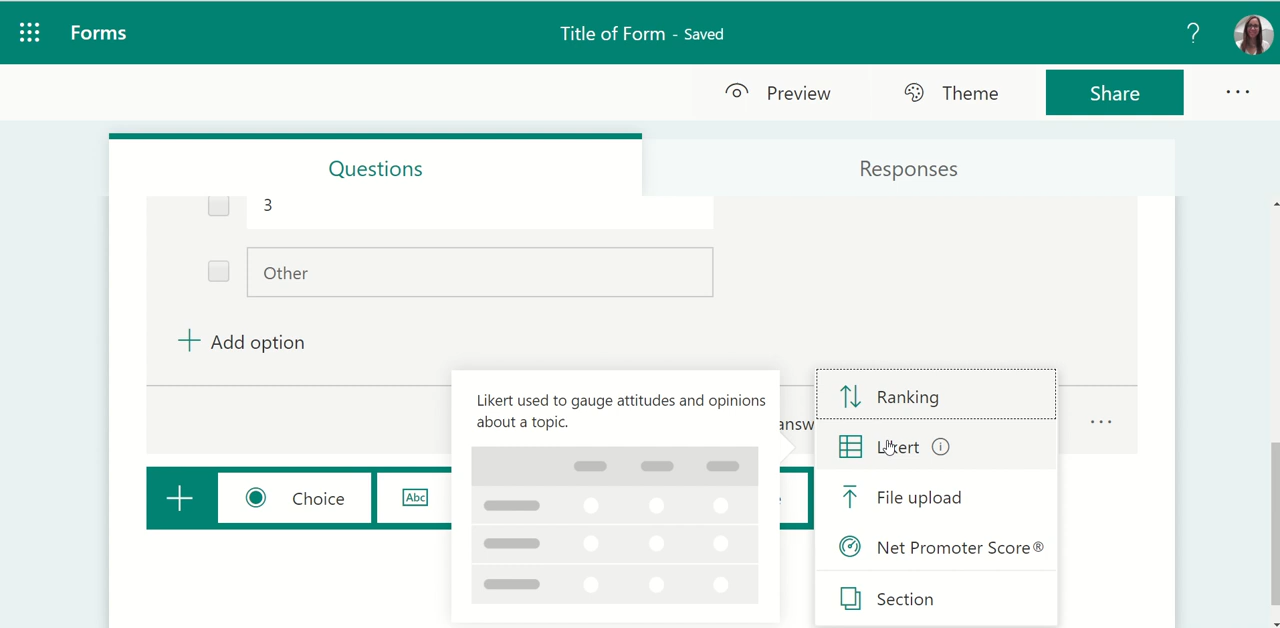 Forms
Title of Form - Saved
?
Preview
Theme
Share
Questions
Responses
3
Other
Add option
Likert used to gauge attitudes and opinions
about a topic.
Ranking
Likert
File upload
Net Promoter Score®
Section
Choice
Abc